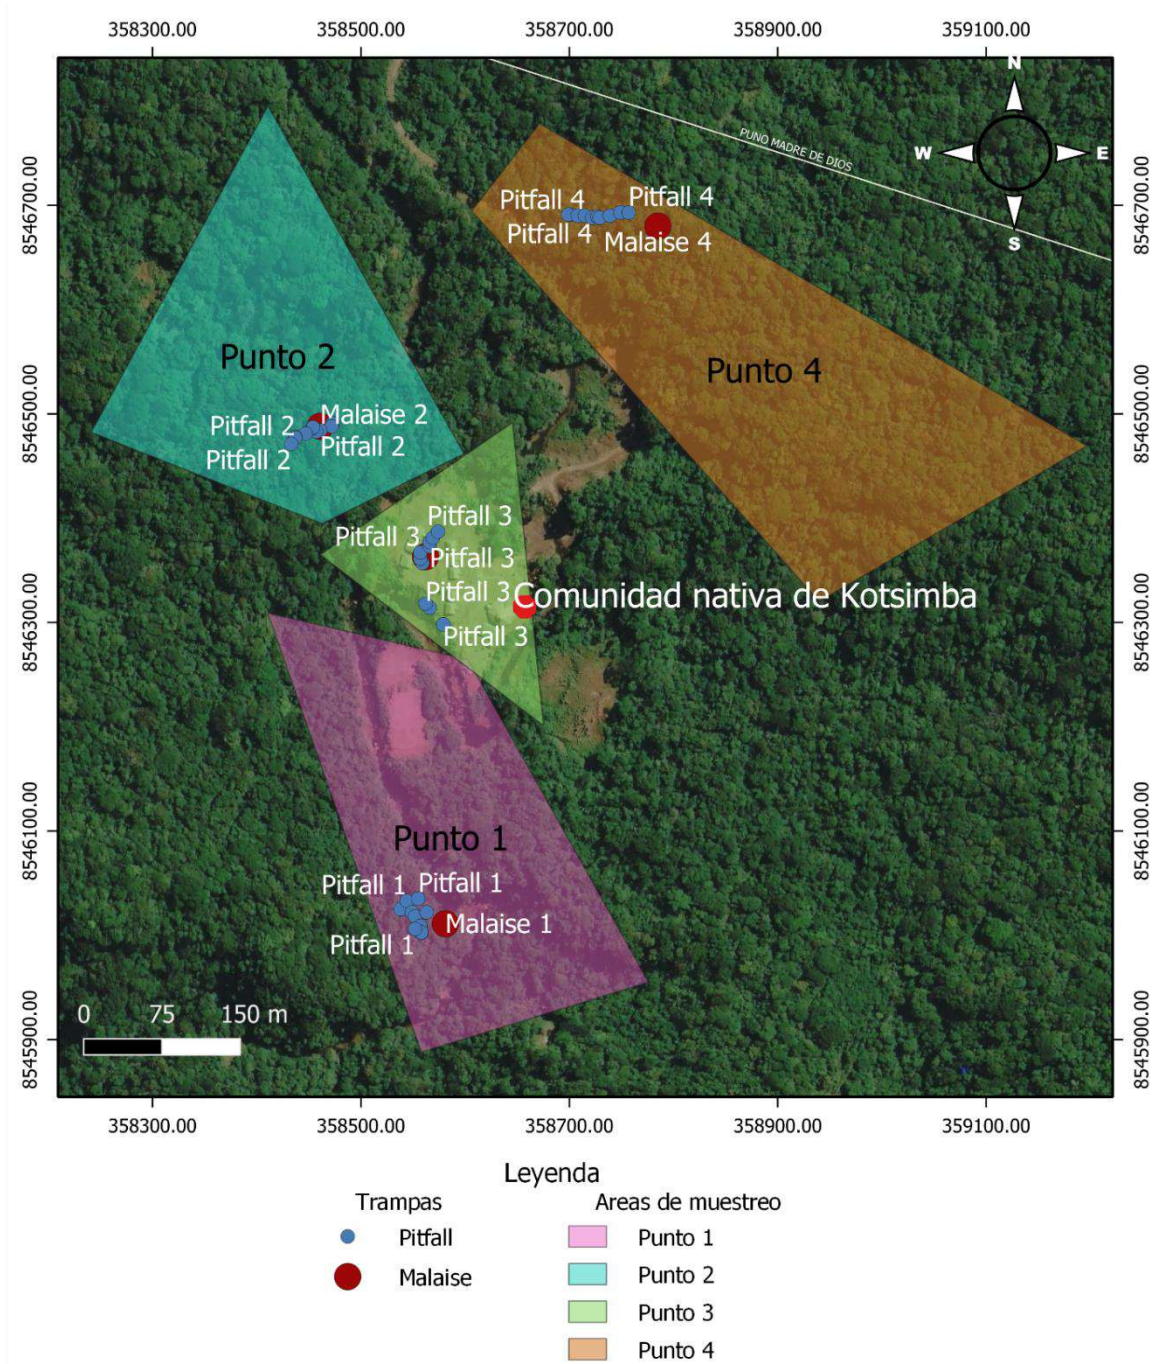 358300.00 358500.00 358700.00 358900.00 359100.00
N
W E
S
PUNO MADRE DE DIOS
8546700.00 8546700.00
Pitfall 4 Pitfall 4
Pitfall 4 Malaise 4
Punto 2 Punto 4
8546500.00 8546500.00
Pitfall 2 Malaise 2
Pitfall 2 Pitfall 2
Pitfall 3
Pitfall 3 Pitfall 3
Pitfall 3 Comunidad nativa de Kotsimba
Pitfall 3
8546300.00 8546300.00
8546100.00 8546100.00
Punto 1
Pitfall 1 Pitfall 1
Malaise 1
Pitfall 1
0 75 150 m
8545900.00 8545900.00
358300.00 358500.00 358700.00 358900.00 359100.00
Leyenda
Trampas
Pitfall
Malaise
Areas de muestreo
Punto 1
Punto 2
Punto 3
Punto 4